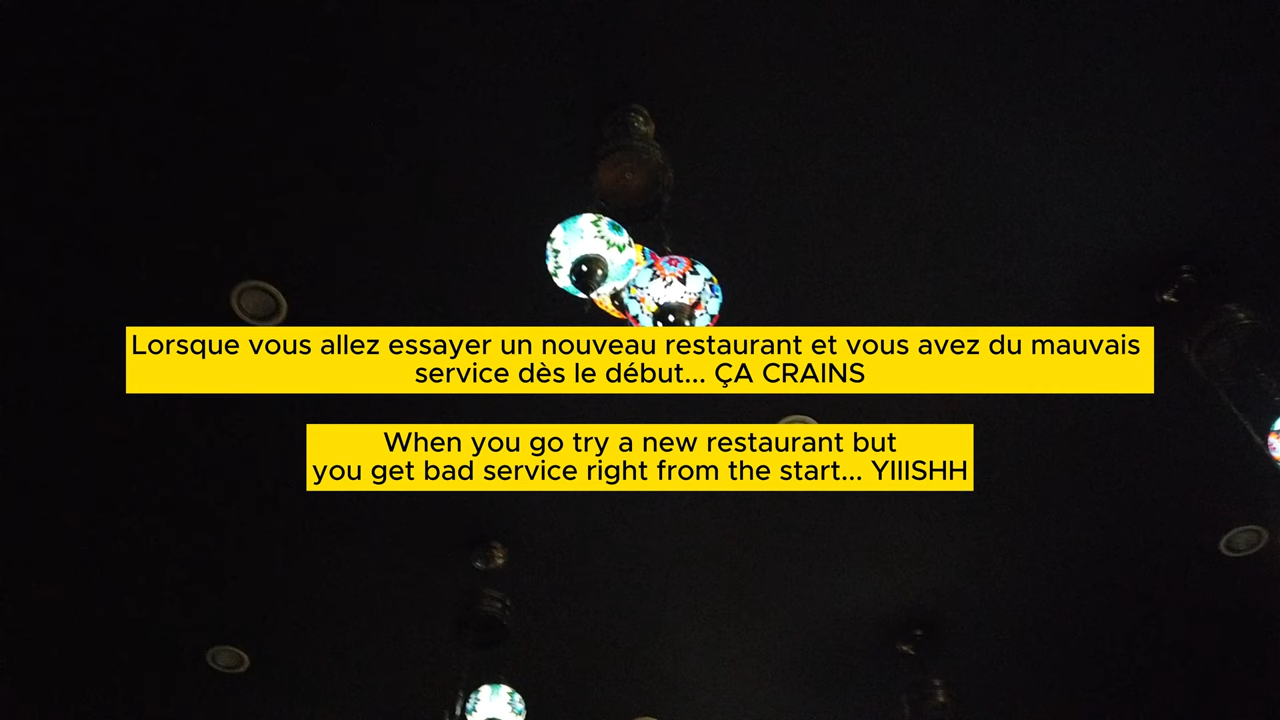 Lorsque vous allez essayer un nouveau restaurant et vous avez du mauvais
service dès le début... ÇA CRAINS
When you go try a new restaurant but
you get bad service right from the start... YIIISHH